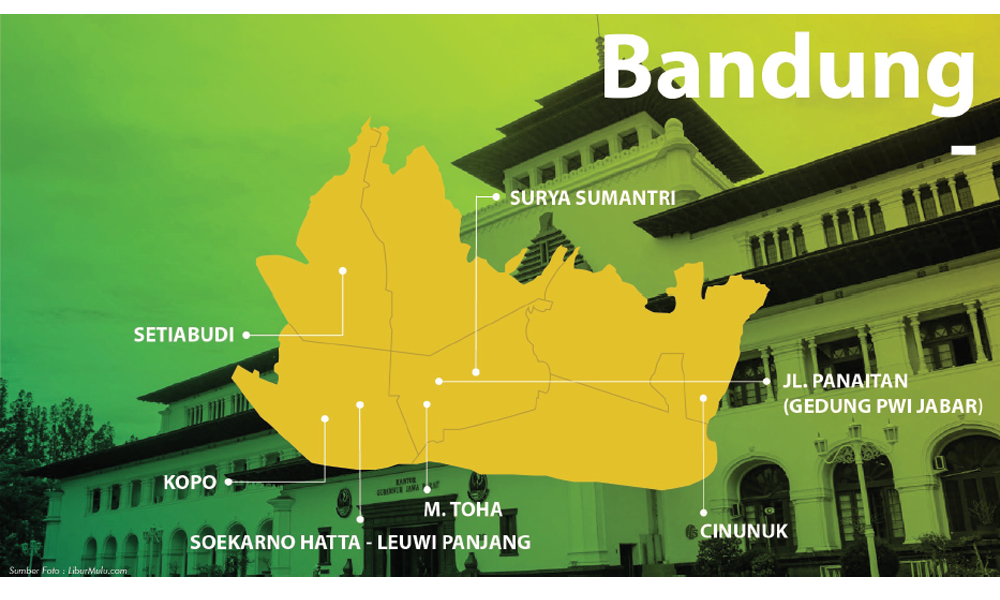 Bandung
-
SURYA SUMANTRI
SETIABUDI
JL. PANAITAN
(GEDUNG PWI JABAR)
KOPO
KANTOR
M. TOHA
CINUNUK
SOEKARNO HATTA - LEUWI PANJANG
Sumber Foto : LiburMulu.com